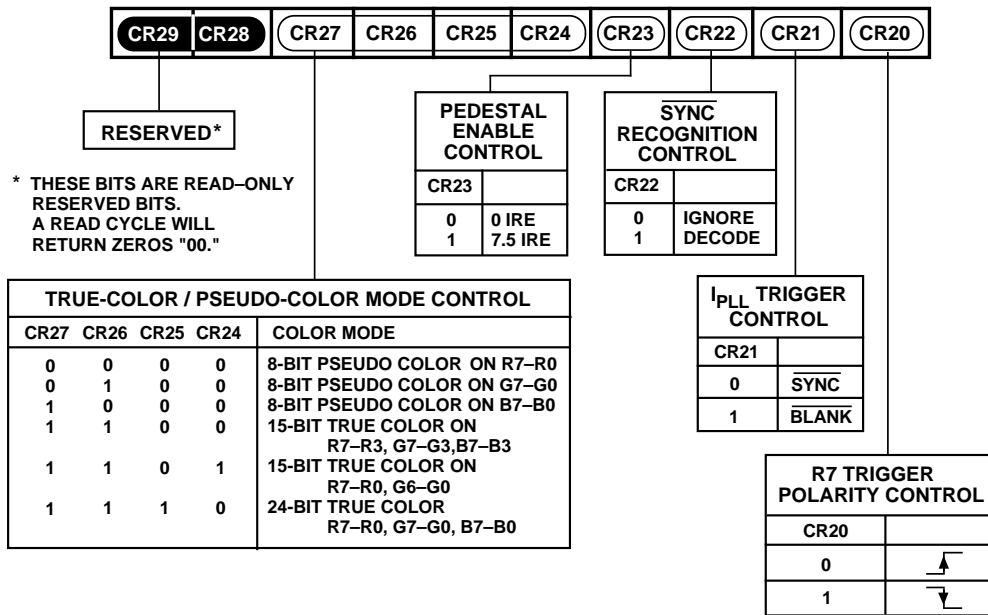 CR29 CR28 CR27 CR26 CR25 CR24 CR23 CR22 CR21 CR20
RESERVED*
* THESE BITS ARE READ–ONLY
RESERVED BITS.
A READ CYCLE WILL
RETURN ZEROS "00."
PEDESTAL
ENABLE
CONTROL
CR23
0 0 IRE
1 7.5 IRE
SYNC
RECOGNITION
CONTROL
CR22
0 IGNORE
1 DECODE
TRUE-COLOR / PSEUDO-COLOR MODE CONTROL
CR27 CR26 CR25 CR24 COLOR MODE
0 0 0 0 8-BIT PSEUDO COLOR ON R7–R0
0 1 0 0 8-BIT PSEUDO COLOR ON G7–G0
1 0 0 0 8-BIT PSEUDO COLOR ON B7–B0
1 1 0 0 15-BIT TRUE COLOR ON
R7–R3, G7–G3,B7–B3
1 1 0 1 15-BIT TRUE COLOR ON
R7–R0, G6–G0
1 1 1 0 24-BIT TRUE COLOR
R7–R0, G7–G0, B7–B0
IPLL TRIGGER
CONTROL
CR21
0 SYNC
1 BLANK
R7 TRIGGER
POLARITY CONTROL
CR20
0
1